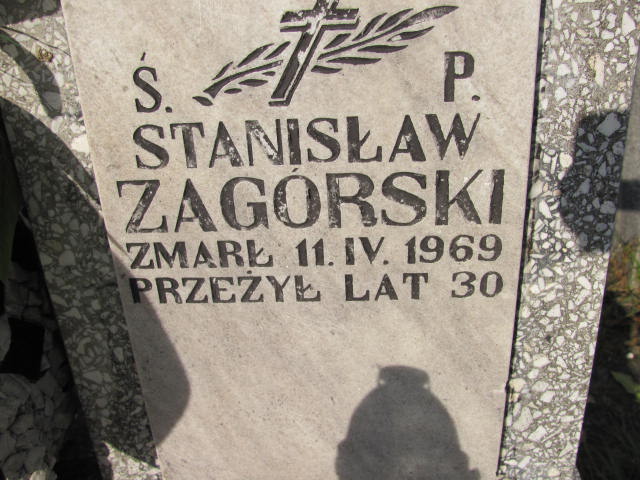 Ś. P.
STANISŁAW
ZAGÓRSKI
ZMARŁ 11. IV. 1969
PRZEŻYŁ LAT 30